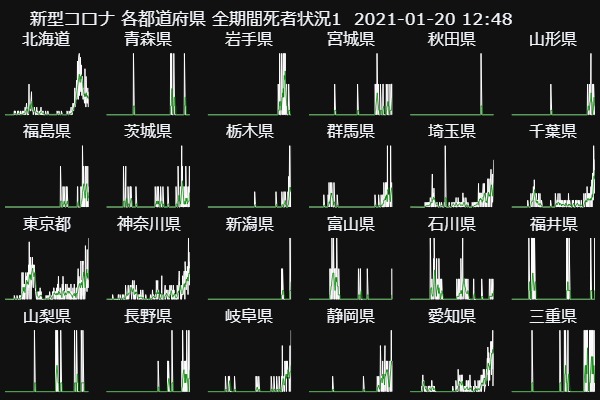 新型コロナ 各都道府県 全期間死者状況1 2021-01-20 12:48
北海道 青森県 岩手県 宮城県 秋田県 山形県
福島県 茨城県 栃木県 群馬県 埼玉県 千葉県
東京都 神奈川県 新潟県 富山県 石川県 福井県
山梨県 長野県 岐阜県 静岡県 愛知県 三重県